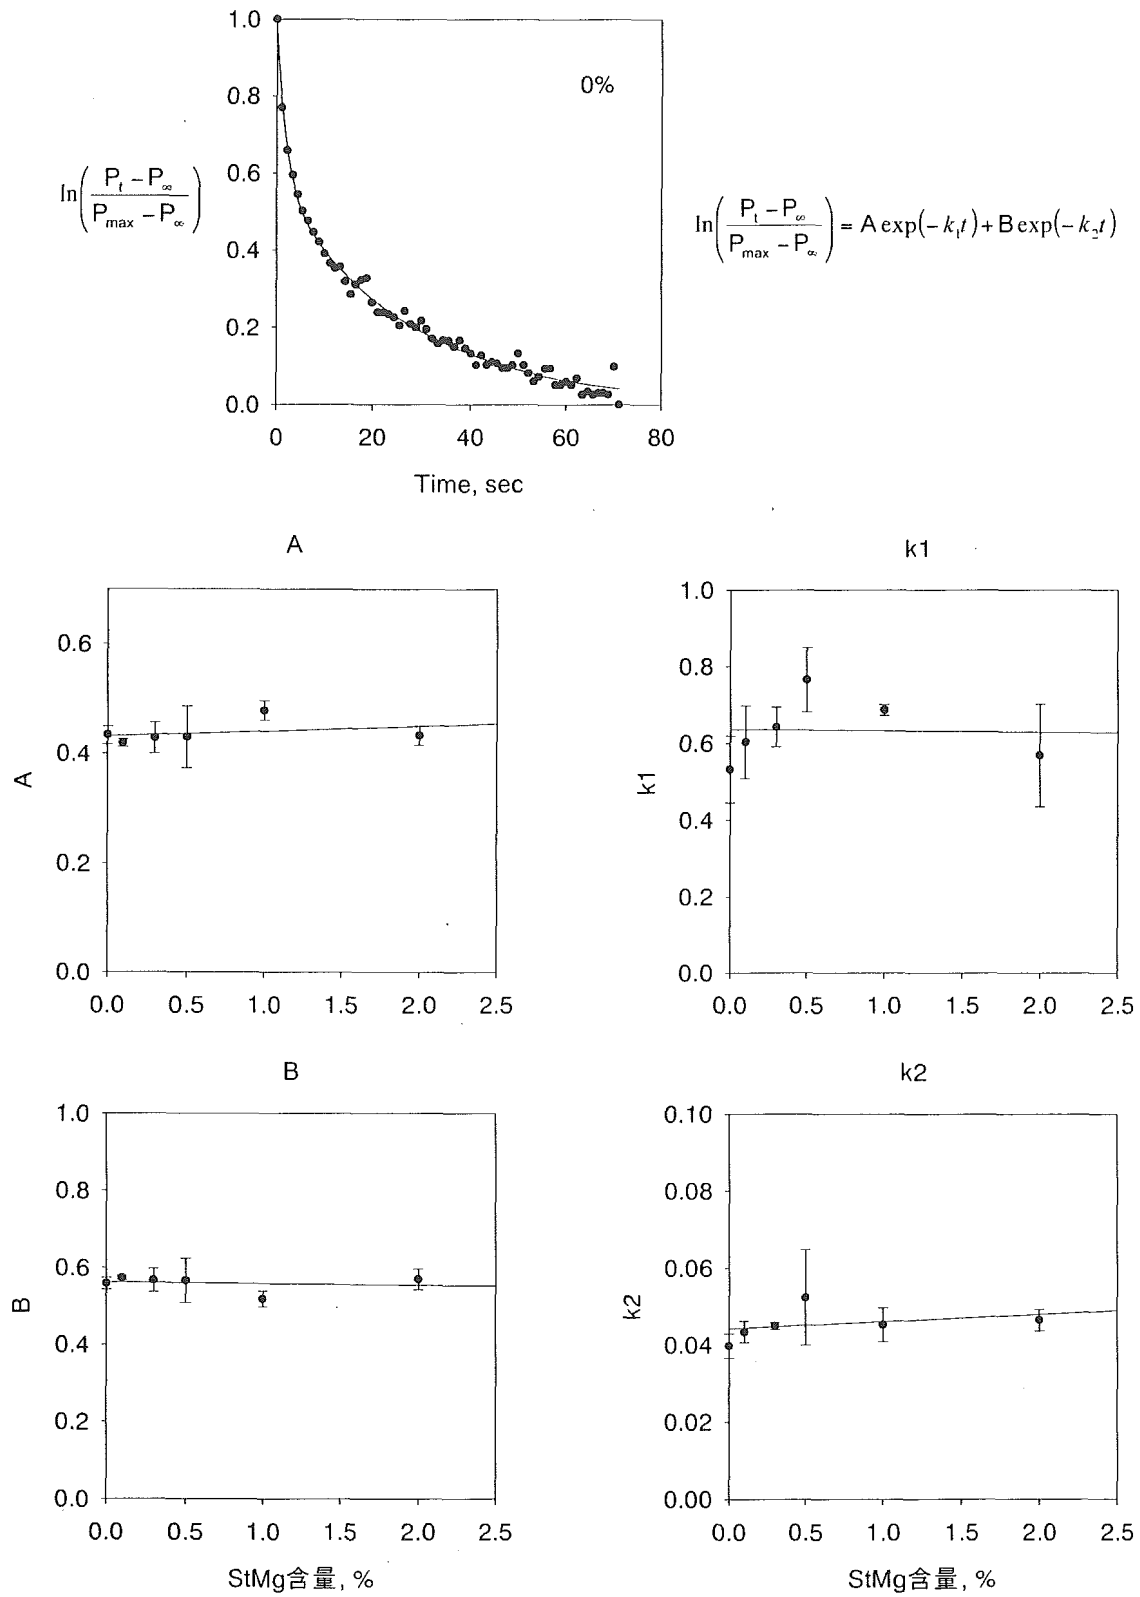 1.0
0.8
0.6
0.4
0.2
0.0
0%
ln(Pt − P∞ / Pmax − P∞)
ln(Pt − P∞ / Pmax − P∞) = A exp(−k1t) + B exp(−k2t)
0 20 40 60 80
Time, sec
A
0.6
0.4
0.2
0.0
A
0.0 0.5 1.0 1.5 2.0 2.5
k1
1.0
0.8
0.6
0.4
0.2
0.0
k1
0.0 0.5 1.0 1.5 2.0 2.5
B
1.0
0.8
0.6
0.4
0.2
0.0
B
0.0 0.5 1.0 1.5 2.0 2.5
StMg含量, %
k2
0.10
0.08
0.06
0.04
0.02
0.00
k2
0.0 0.5 1.0 1.5 2.0 2.5
StMg含量, %